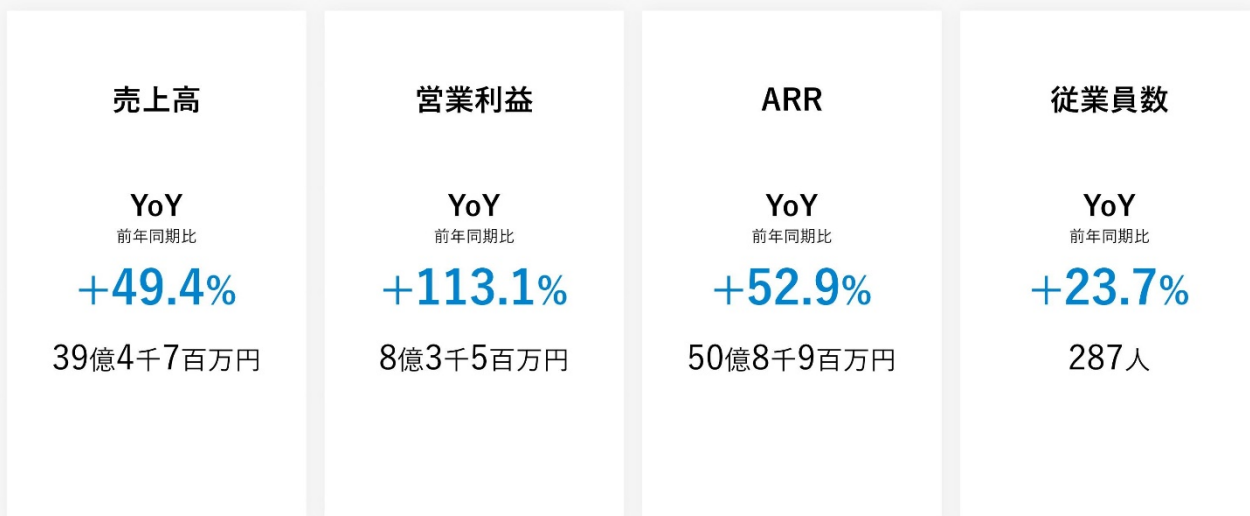 売上高
YoY
前年同期比
+49.4%
39億4千7百万円
営業利益
YoY
前年同期比
+113.1%
8億3千5百万円
ARR
YoY
前年同期比
+52.9%
50億8千9百万円
従業員数
YoY
前年同期比
+23.7%
287人